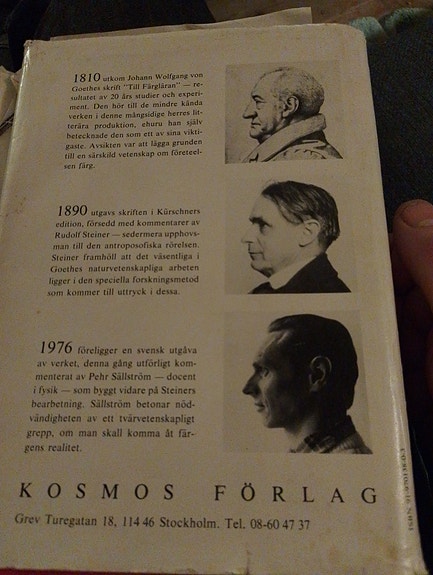 1810 utkom Johann Wolfgang von
Goethes skrift "Till Färgläran" — re-
sultatet av 20 års studier och experi-
ment. Den hör till de mindre kända
verken i denne mångsidige herres lit-
terära produktion, ehuru han själv
betecknade den som ett av sina vikti-
gaste. Avsikten var att lägga grunden
till en särskild vetenskap om företeel-
sen färg.
1890 utgavs skriften i Kürschners
edition, försedd med kommentarer av
Rudolf Steiner — sedermera upphovs-
man till den antroposofiska rörelsen.
Steiner framhöll att det väsentliga i
Goethes naturvetenskapliga arbeten
ligger i den speciella forskningsmetod
som kommer till uttryck i dessa.
1976 föreligger en svensk utgåva
av verket, denna gång utförligt kom-
menterat av Pehr Sällström — docent
i fysik — som byggt vidare på Steiners
bearbetning. Sällström betonar nöd-
vändigheten av ett tvärvetenskapligt
grepp, om man skall komma åt fär-
gens realitet.
KOSMOS FÖRLAG
Grev Turegatan 18, 114 46 Stockholm. Tel. 08-60 47 37